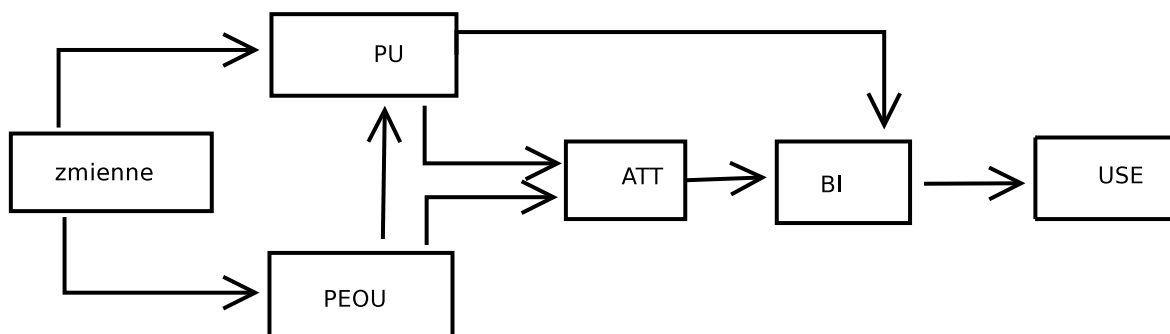 PU
zmienne
ATT
BI
USE
PEOU